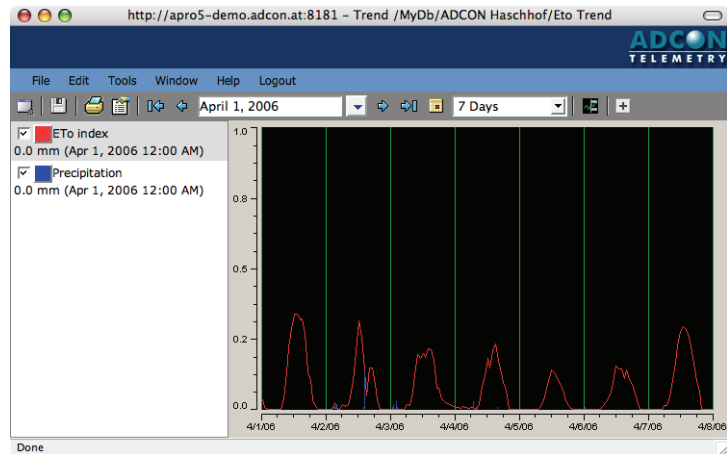 http://apro5-demo.adcon.at:8181 – Trend /MyDb/ADCON Haschhof/Eto Trend
ADCON
TELEMETRY
File Edit Tools Window Help Logout
April 1, 2006 7 Days
ETo index
0.0 mm (Apr 1, 2006 12:00 AM)
Precipitation
0.0 mm (Apr 1, 2006 12:00 AM)
1.0
0.8
0.5
0.2
0.0
4/1/06 4/2/06 4/3/06 4/4/06 4/5/06 4/6/06 4/7/06 4/8/06
Done